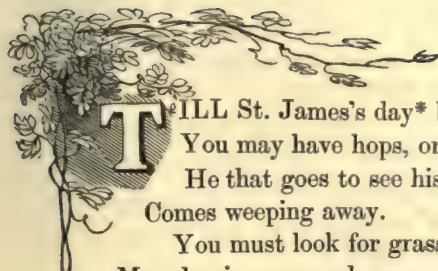 TILL St. James's day*
You may have hops, or
He that goes to see his
Comes weeping away.
You must look for grass